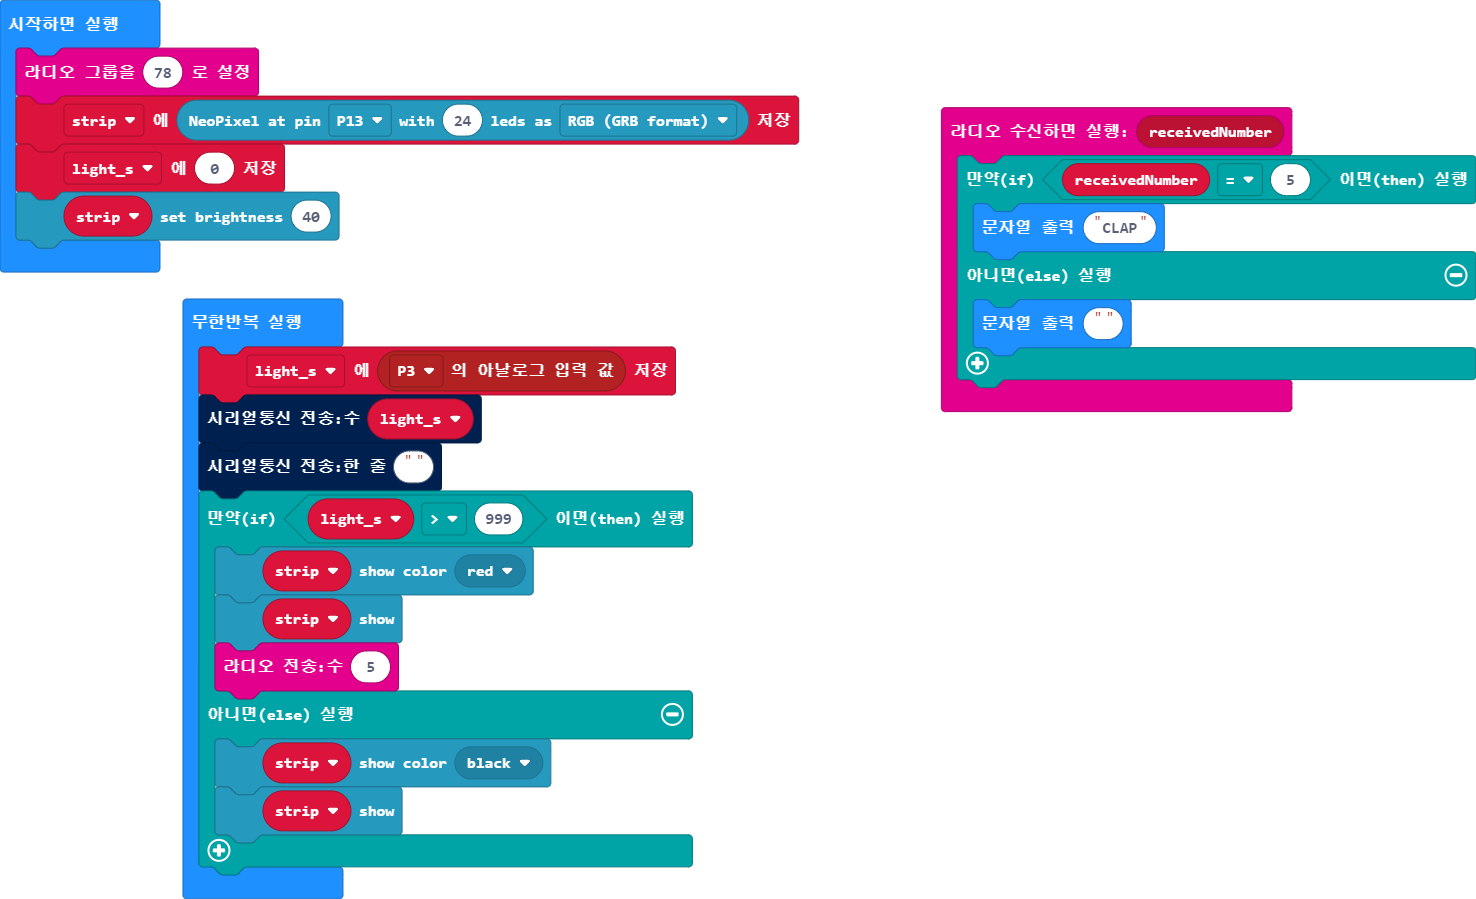 시작하면 실행
라디오 그룹을 78 로 설정
strip 에 NeoPixel at pin P13 with 24 leds as RGB (GRB format) 저장
light_s 에 0 저장
strip set brightness 40
무한반복 실행
light_s 에 P3 의 아날로그 입력 값 저장
시리얼통신 전송:수 light_s
시리얼통신 전송:한 줄 " "
만약(if) light_s > 999 이면(then) 실행
strip show color red
strip show
라디오 전송:수 5
아니면(else) 실행
strip show color black
strip show
라디오 수신하면 실행: receivedNumber
만약(if) receivedNumber = 5 이면(then) 실행
문자열 출력 "CLAP"
아니면(else) 실행
문자열 출력 " "